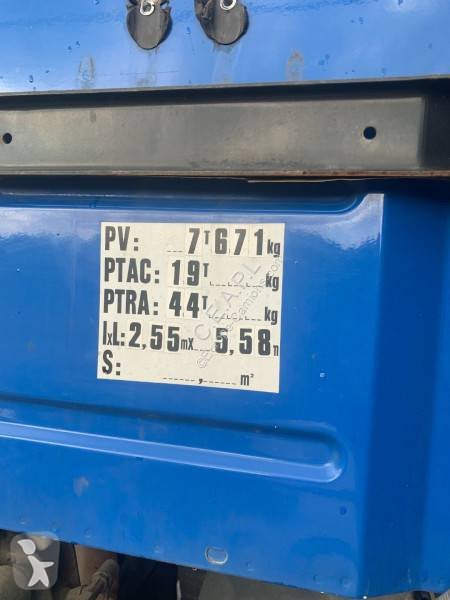 PV: 7T671kg
PTAC: 19T kg
PTRA: 44T kg
lxL: 2,55mx 5,58m
S: , m²
C.E.A.P.L